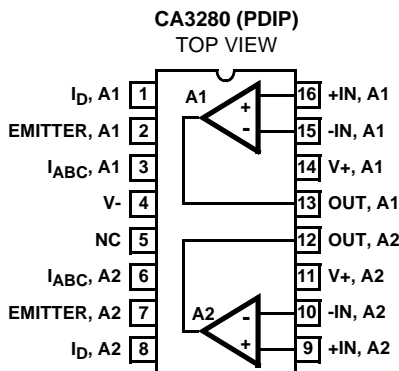 CA3280 (PDIP)
TOP VIEW
I_D, A1 1 A1 + 16 +IN, A1
EMITTER, A1 2 - 15 -IN, A1
I_ABC, A1 3 14 V+, A1
V- 4 13 OUT, A1
NC 5 12 OUT, A2
I_ABC, A2 6 11 V+, A2
EMITTER, A2 7 A2 - 10 -IN, A2
I_D, A2 8 + 9 +IN, A2